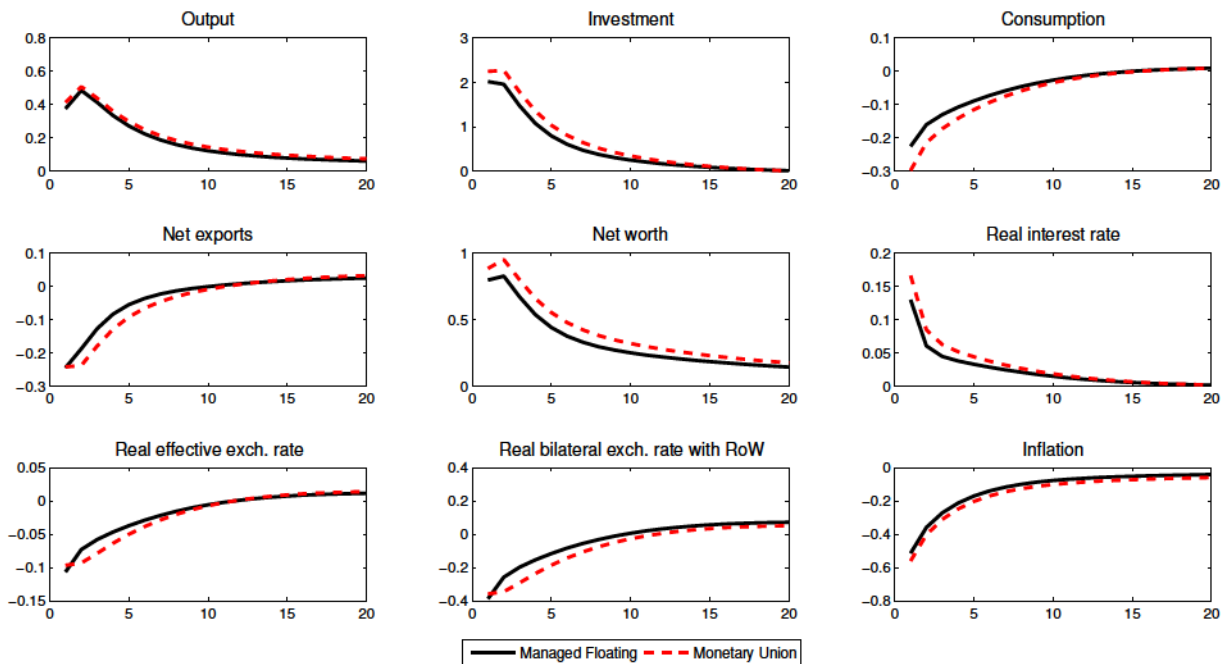 Output
0.8
0.6
0.4
0.2
0
0 5 10 15 20
Investment
3
2
1
0
0 5 10 15 20
Consumption
0.1
0
−0.1
−0.2
−0.3
0 5 10 15 20
Net exports
0.1
0
−0.1
−0.2
−0.3
0 5 10 15 20
Net worth
1
0.5
0
0 5 10 15 20
Real interest rate
0.2
0.15
0.1
0.05
0
0 5 10 15 20
Real effective exch. rate
0.05
0
−0.05
−0.1
−0.15
0 5 10 15 20
Real bilateral exch. rate with RoW
0.4
0.2
0
−0.2
−0.4
0 5 10 15 20
Inflation
0
−0.2
−0.4
−0.6
−0.8
0 5 10 15 20
Managed Floating Monetary Union